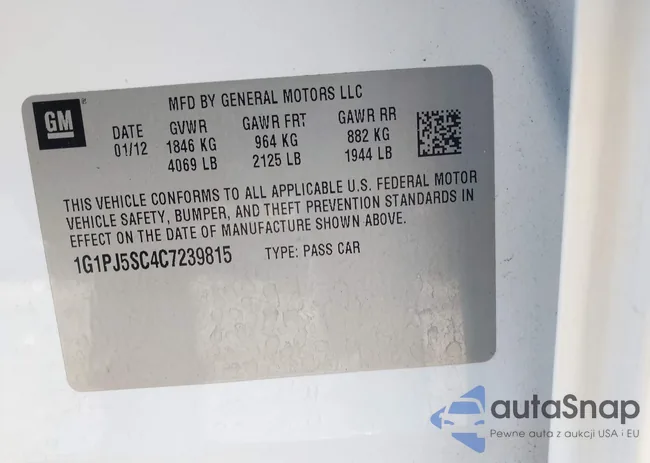 GM
MFD BY GENERAL MOTORS LLC
DATE GVWR GAWR FRT GAWR RR
01/12 1846 KG 964 KG 882 KG
4069 LB 2125 LB 1944 LB
THIS VEHICLE CONFORMS TO ALL APPLICABLE U.S. FEDERAL MOTOR
VEHICLE SAFETY, BUMPER, AND THEFT PREVENTION STANDARDS IN
EFFECT ON THE DATE OF MANUFACTURE SHOWN ABOVE.
1G1PJ5SC4C7239815 TYPE: PASS CAR
autaSnap
Pewne auta z aukcji USA i EU